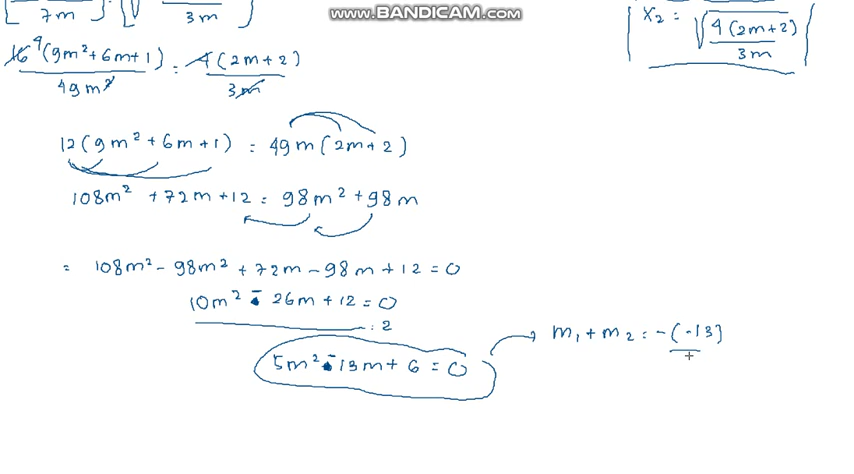 www.BANDICAM.com
[ 7m ] · [ √ 3m ]
x₂ = √(4(2m+2) / 3m)
16⁴(9m²+6m+1) / 49m² = 4(2m+2) / 3m
12(9m²+6m+1) = 49m(2m+2)
108m² +72m+12 = 98m²+98m
= 108m² - 98m² + 72m - 98m + 12 = 0
10m² - 26m + 12 = 0
: 2
5m² - 13m + 6 = 0 → m₁ + m₂ = -(-13)